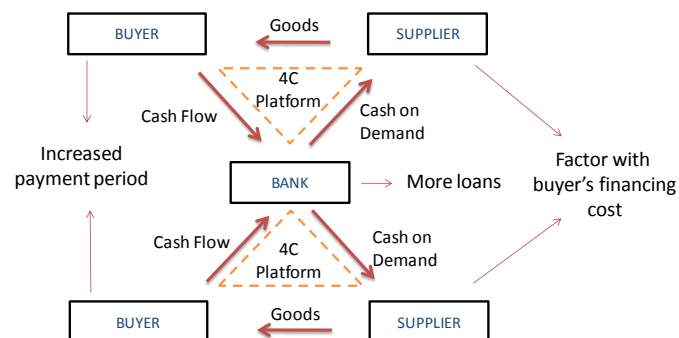 Goods
BUYER
SUPPLIER
4C
Platform
Cash Flow
Cash on
Demand
Increased
payment period
BANK
More loans
Factor with
buyer's financing
cost
Cash Flow
4C
Platform
Cash on
Demand
Goods
BUYER
SUPPLIER